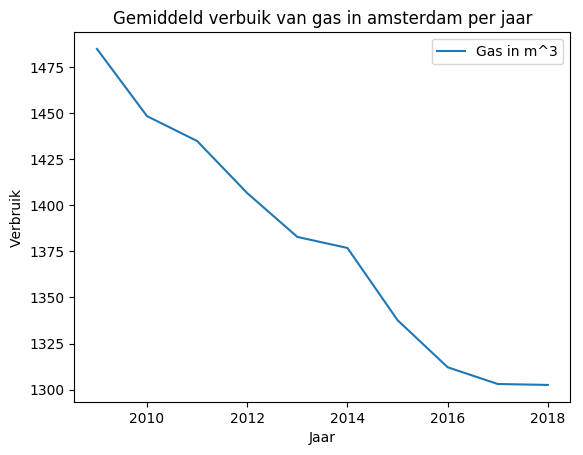 Gemiddeld verbuik van gas in amsterdam per jaar
Gas in m^3
1475
1450
1425
1400
1375
1350
1325
1300
Verbruik
2010 2012 2014 2016 2018
Jaar